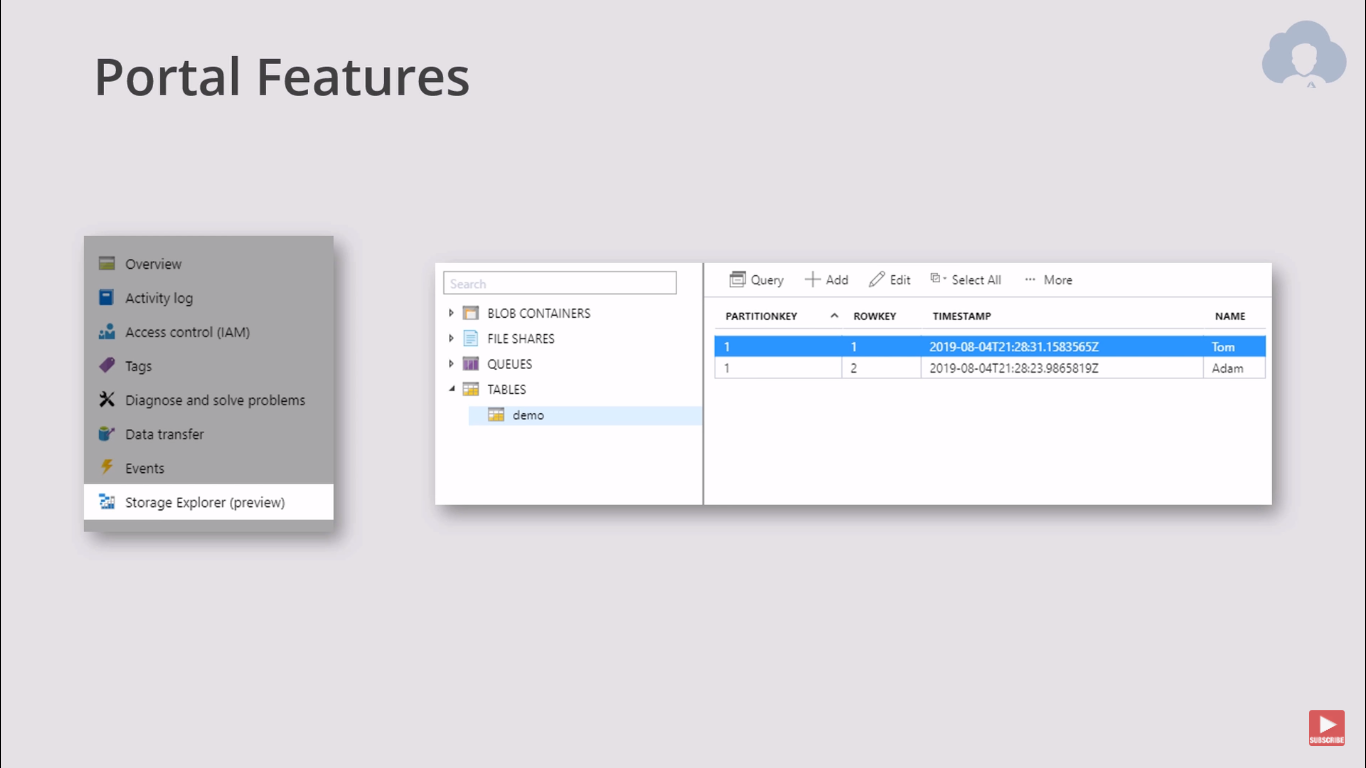 Portal Features
Overview
Activity log
Access control (IAM)
Tags
Diagnose and solve problems
Data transfer
Events
Storage Explorer (preview)
Search
BLOB CONTAINERS
FILE SHARES
QUEUES
TABLES
demo
Query Add Edit Select All ··· More
PARTITIONKEY ROWKEY TIMESTAMP NAME
1 1 2019-08-04T21:28:31.1583565Z Tom
1 2 2019-08-04T21:28:23.9865819Z Adam
SUBSCRIBE